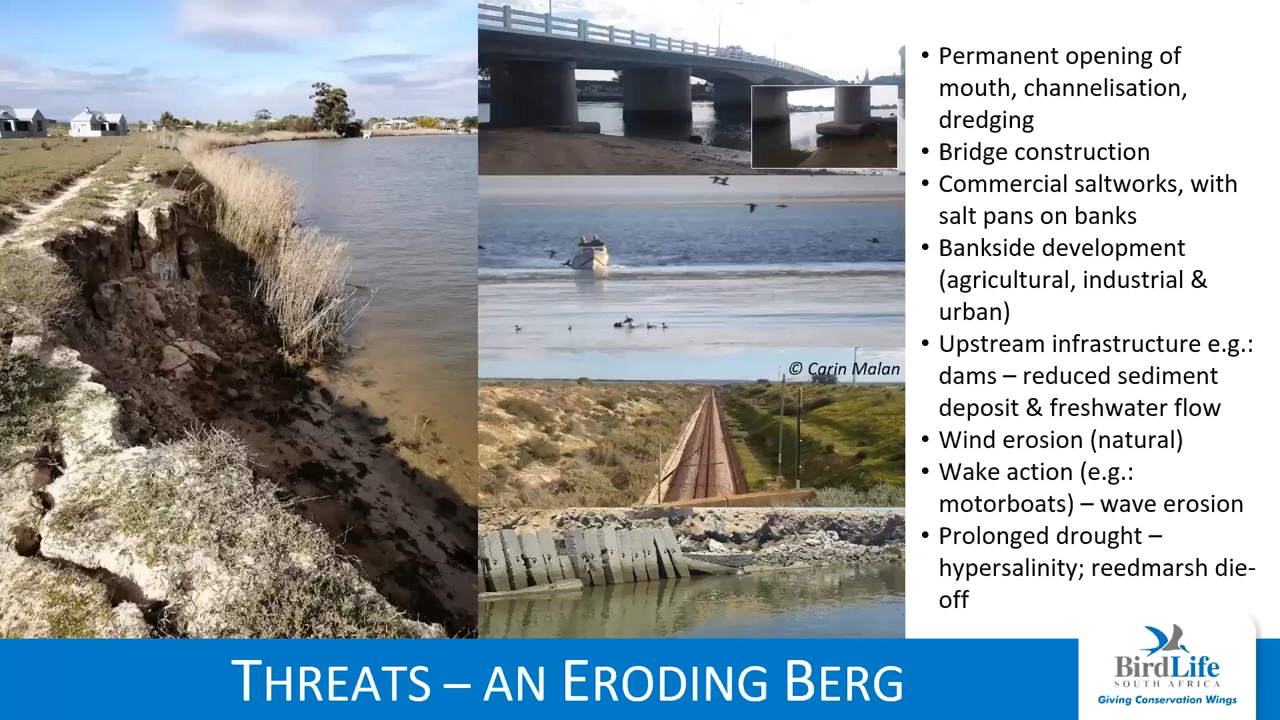 • Permanent opening of
mouth, channelisation,
dredging
• Bridge construction
• Commercial saltworks, with
salt pans on banks
• Bankside development
(agricultural, industrial &
urban)
• Upstream infrastructure e.g.:
dams – reduced sediment
deposit & freshwater flow
• Wind erosion (natural)
• Wake action (e.g.:
motorboats) – wave erosion
• Prolonged drought –
hypersalinity; reedmarsh die-
off
© Carin Malan
THREATS – AN ERODING BERG
BirdLife
SOUTH AFRICA
Giving Conservation Wings